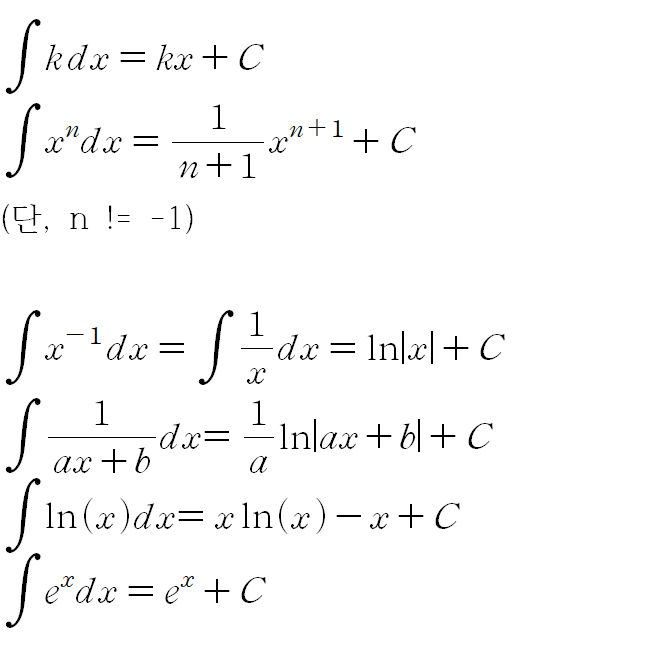 ∫ k dx = kx + C
∫ xⁿ dx = 1/(n+1) xⁿ⁺¹ + C
(단, n != -1)
∫ x⁻¹ dx = ∫ 1/x dx = ln|x| + C
∫ 1/(ax+b) dx = 1/a ln|ax+b| + C
∫ ln(x)dx = x ln(x) − x + C
∫ eˣ dx = eˣ + C